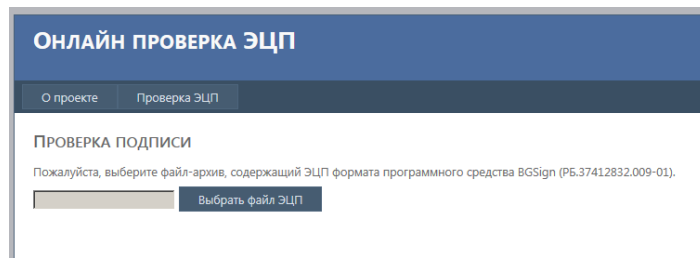 Онлайн проверка ЭЦП
О проекте Проверка ЭЦП
Проверка подписи
Пожалуйста, выберите файл-архив, содержащий ЭЦП формата программного средства BGSign (РБ.37412832.009-01).
Выбрать файл ЭЦП